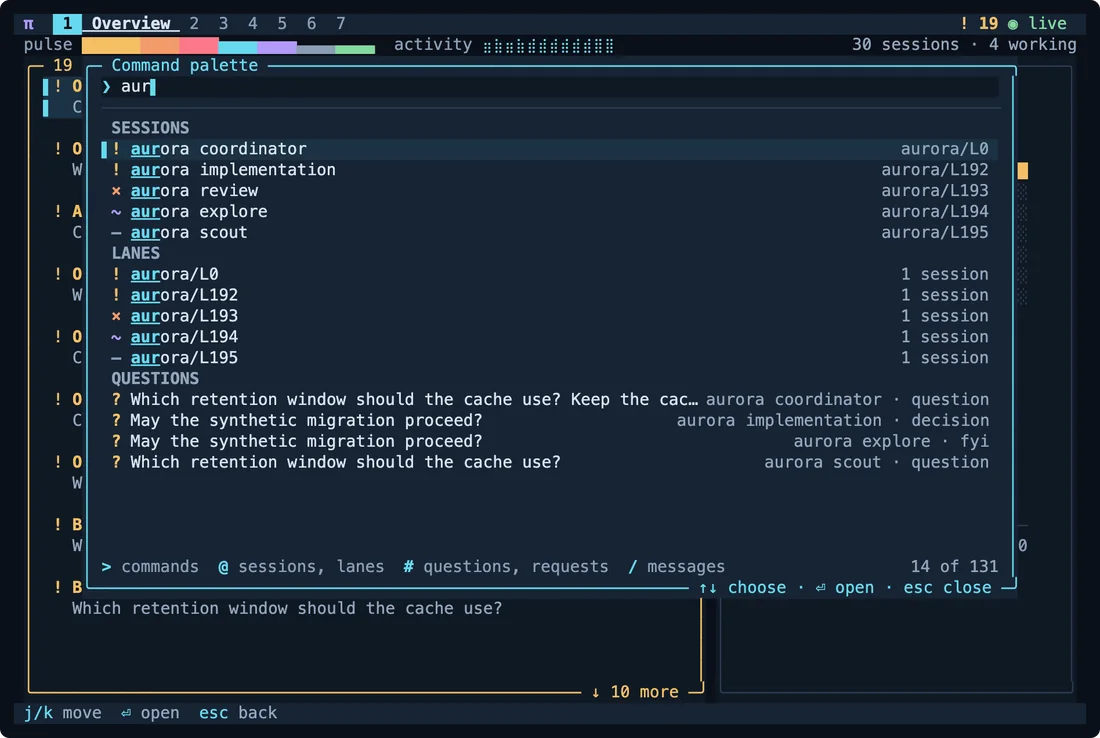 π 1 Overview 2 3 4 5 6 7 ! 19 ◉ live
pulse activity 30 sessions · 4 working
19 Command palette
! O ❯ aur
C
SESSIONS
! O ! aurora coordinator aurora/L0
W ! aurora implementation aurora/L192
× aurora review aurora/L193
! A ~ aurora explore aurora/L194
C — aurora scout aurora/L195
LANES
! O ! aurora/L0 1 session
W ! aurora/L192 1 session
× aurora/L193 1 session
! O ~ aurora/L194 1 session
C — aurora/L195 1 session
QUESTIONS
! O ? Which retention window should the cache use? Keep the cac… aurora coordinator · question
C ? May the synthetic migration proceed? aurora implementation · decision
? May the synthetic migration proceed? aurora explore · fyi
! O ? Which retention window should the cache use? aurora scout · question
W
! B
W 0
> commands @ sessions, lanes # questions, requests / messages 14 of 131
! B ↑↓ choose · ⏎ open · esc close
Which retention window should the cache use?
↓ 10 more
j/k move ⏎ open esc back